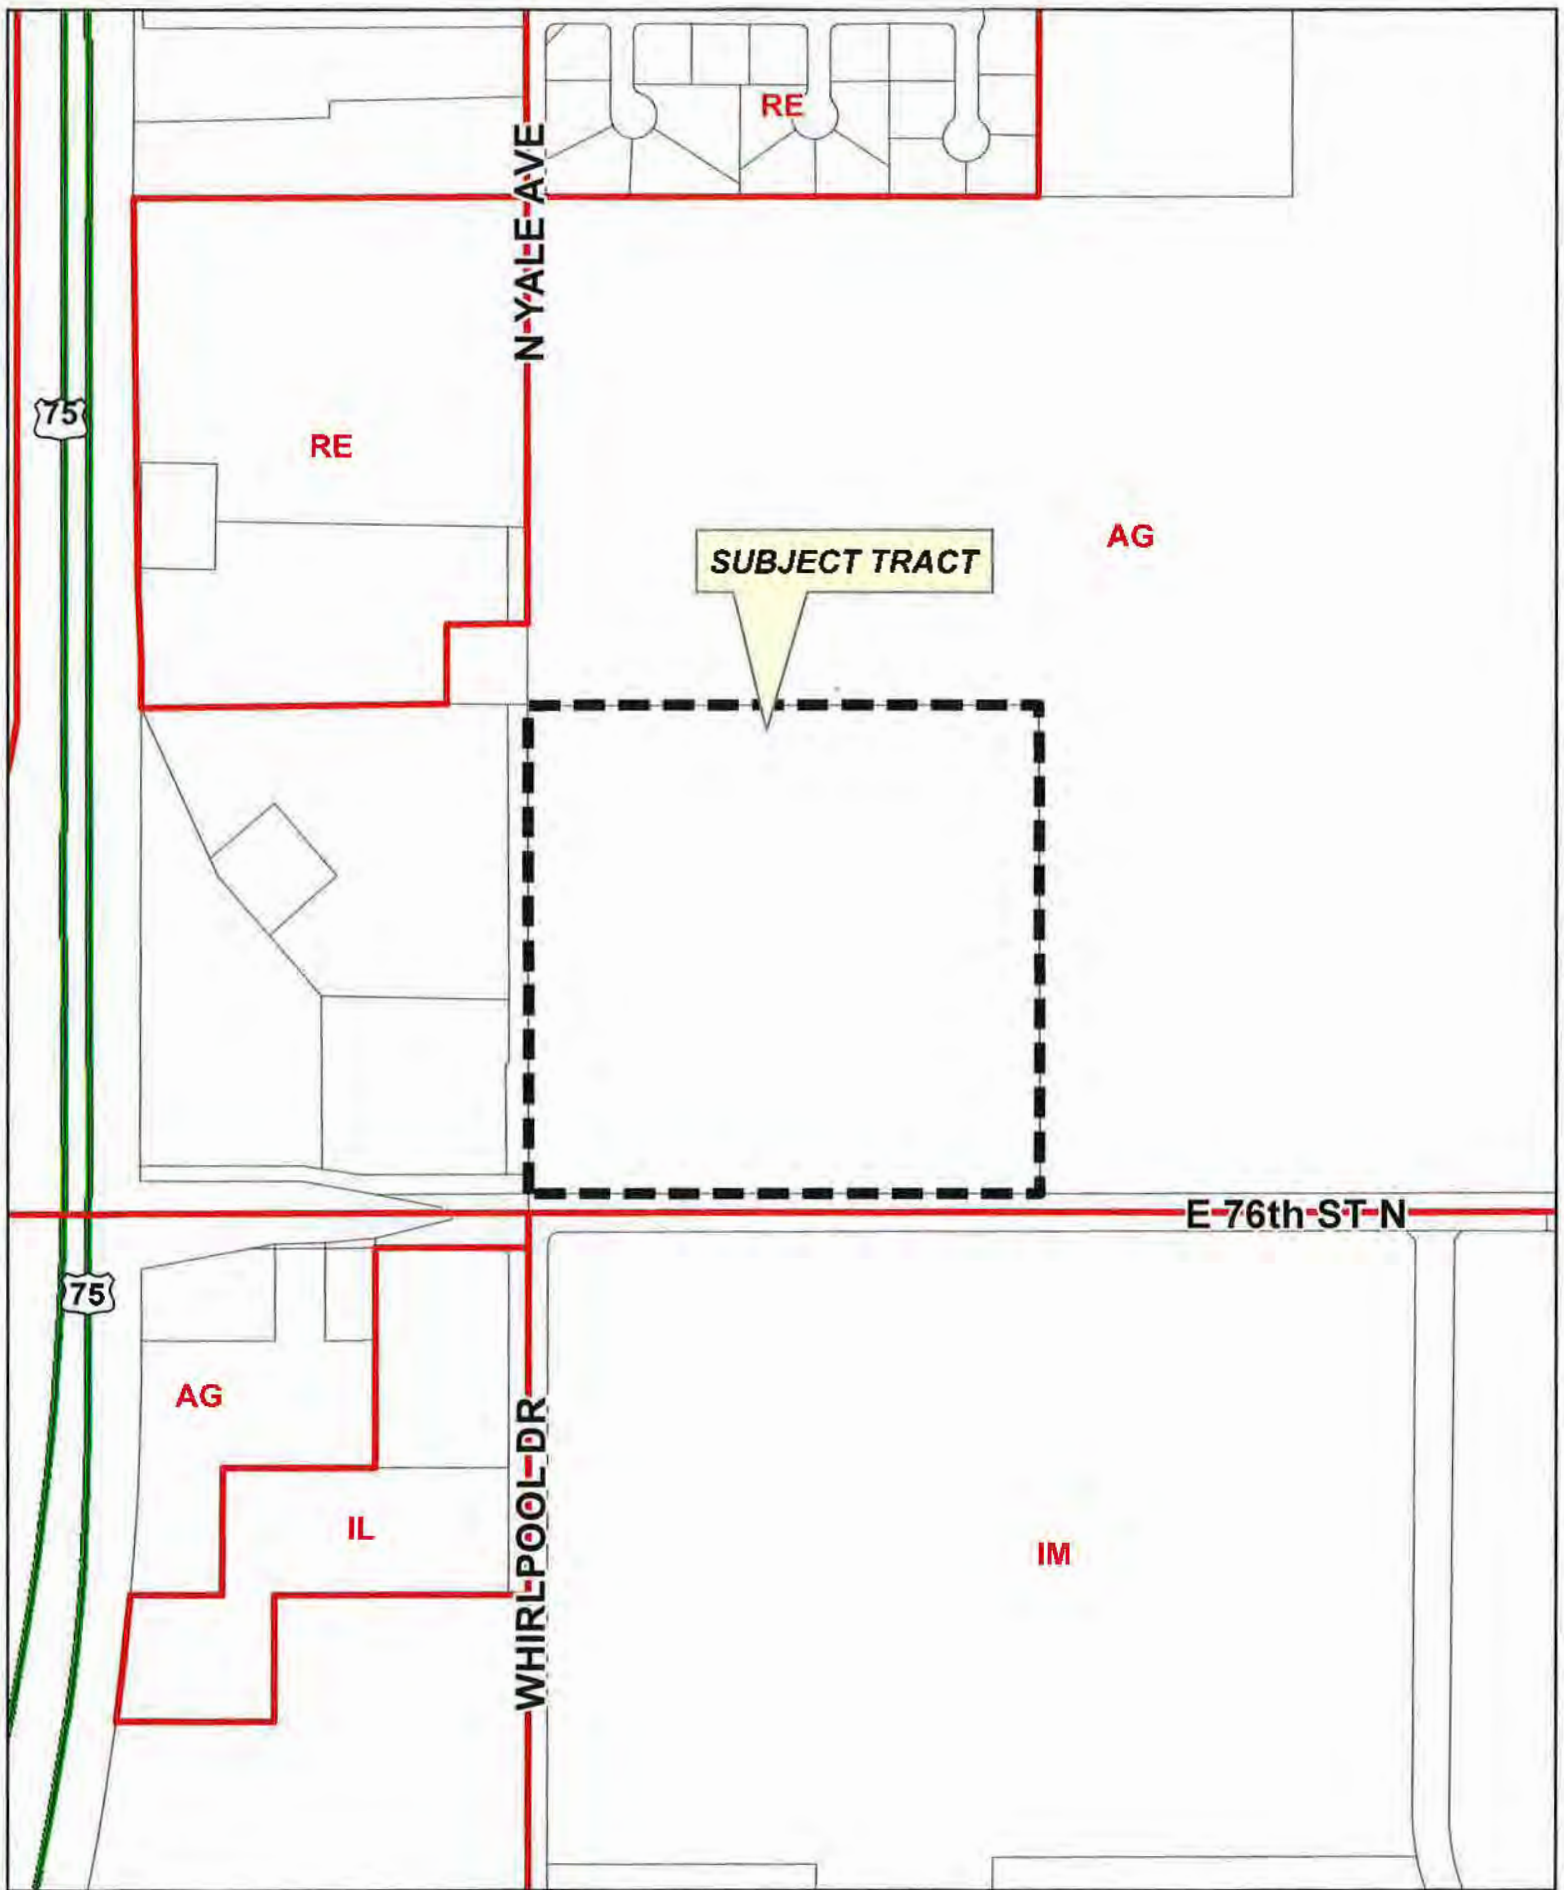 RE
N YALE AVE
75
RE
AG
SUBJECT TRACT
E 76th ST N
75
AG
WHIRLPOOL DR
IL
IM